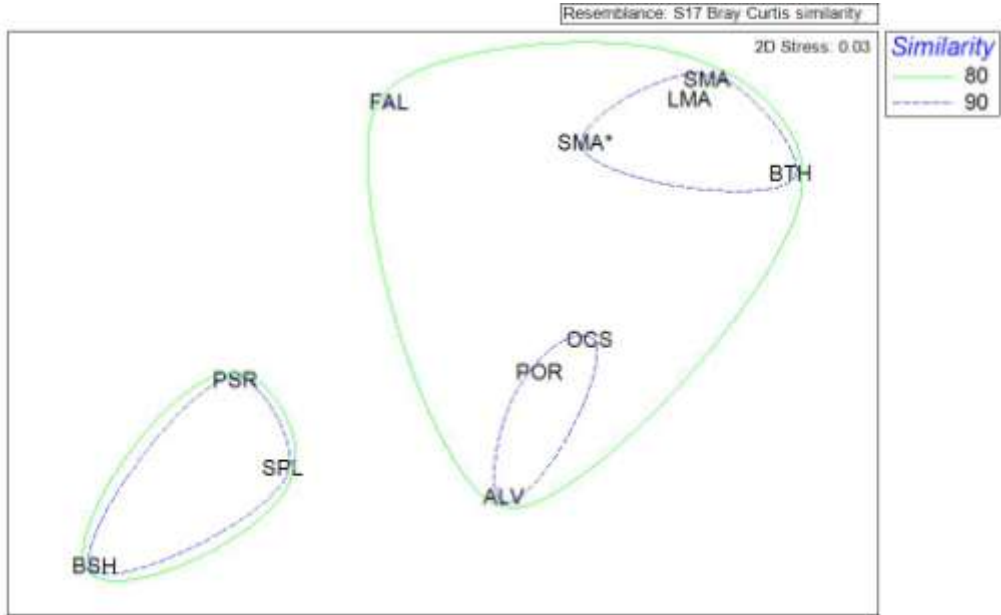 Resemblance: S17 Bray Curtis similarity
2D Stress: 0.03
Similarity
80
90
FAL
SMA
LMA
SMA*
BTH
OCS
POR
PSR
SPL
ALV
BSH